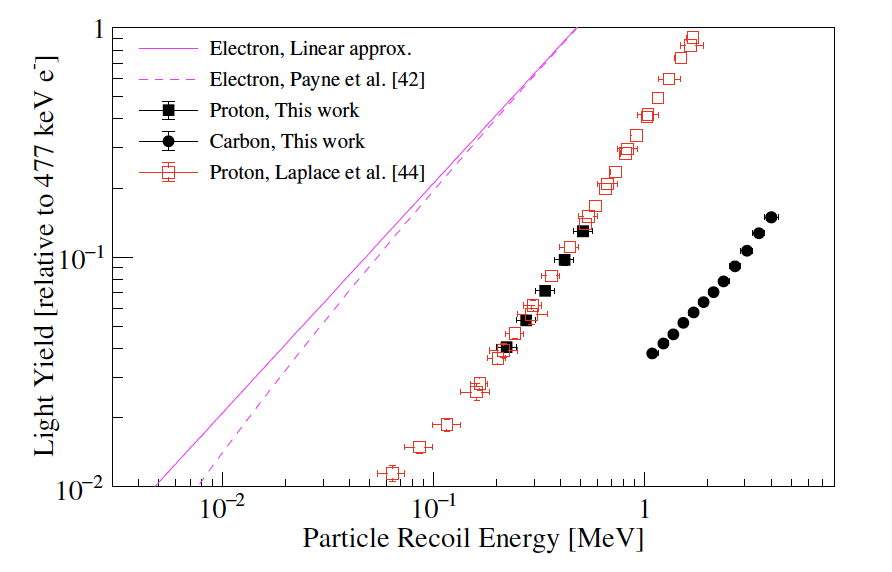 Light Yield [relative to 477 keV e⁻]
1
10⁻¹
10⁻²
Electron, Linear approx.
Electron, Payne et al. [42]
Proton, This work
Carbon, This work
Proton, Laplace et al. [44]
10⁻² 10⁻¹ 1
Particle Recoil Energy [MeV]